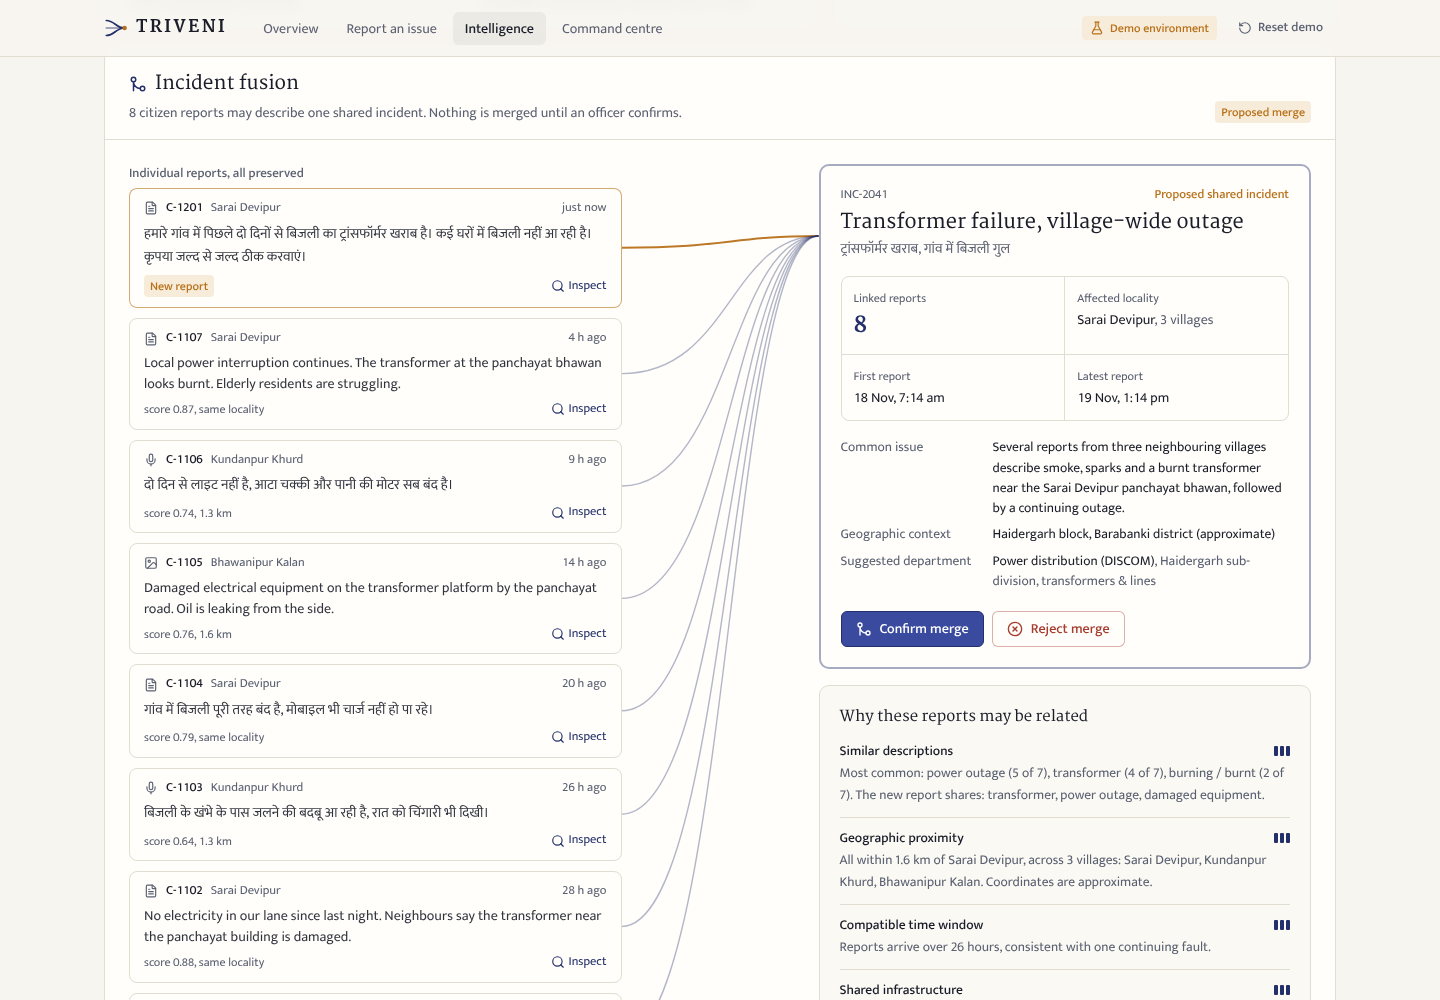 TRIVENI
Overview
Report an issue
Intelligence
Command centre
Demo environment
Reset demo
Incident fusion
8 citizen reports may describe one shared incident. Nothing is merged until an officer confirms.
Proposed merge
Individual reports, all preserved
C-1201 Sarai Devipur just now
हमारे गांव में पिछले दो दिनों से बिजली का ट्रांसफॉर्मर खराब है। कई घरों में बिजली नहीं आ रही है।
कृपया जल्द से जल्द ठीक करवाएं।
New report Inspect
C-1107 Sarai Devipur 4 h ago
Local power interruption continues. The transformer at the panchayat bhawan
looks burnt. Elderly residents are struggling.
score 0.87, same locality Inspect
C-1106 Kundanpur Khurd 9 h ago
दो दिन से लाइट नहीं है, आटा चक्की और पानी की मोटर सब बंद है।
score 0.74, 1.3 km Inspect
C-1105 Bhawanipur Kalan 14 h ago
Damaged electrical equipment on the transformer platform by the panchayat
road. Oil is leaking from the side.
score 0.76, 1.6 km Inspect
C-1104 Sarai Devipur 20 h ago
गांव में बिजली पूरी तरह बंद है, मोबाइल भी चार्ज नहीं हो पा रहे।
score 0.79, same locality Inspect
C-1103 Kundanpur Khurd 26 h ago
बिजली के खंभे के पास जलने की बदबू आ रही है, रात को चिंगारी भी दिखी।
score 0.64, 1.3 km Inspect
C-1102 Sarai Devipur 28 h ago
No electricity in our lane since last night. Neighbours say the transformer near
the panchayat building is damaged.
score 0.88, same locality Inspect
INC-2041 Proposed shared incident
Transformer failure, village-wide outage
ट्रांसफॉर्मर खराब, गांव में बिजली गुल
Linked reports
8
Affected locality
Sarai Devipur, 3 villages
First report
18 Nov, 7:14 am
Latest report
19 Nov, 1:14 pm
Common issue
Several reports from three neighbouring villages
describe smoke, sparks and a burnt transformer
near the Sarai Devipur panchayat bhawan, followed
by a continuing outage.
Geographic context
Haidergarh block, Barabanki district (approximate)
Suggested department
Power distribution (DISCOM), Haidergarh sub-
division, transformers & lines
Confirm merge
Reject merge
Why these reports may be related
Similar descriptions
Most common: power outage (5 of 7), transformer (4 of 7), burning / burnt (2 of
7). The new report shares: transformer, power outage, damaged equipment.
Geographic proximity
All within 1.6 km of Sarai Devipur, across 3 villages: Sarai Devipur, Kundanpur
Khurd, Bhawanipur Kalan. Coordinates are approximate.
Compatible time window
Reports arrive over 26 hours, consistent with one continuing fault.
Shared infrastructure